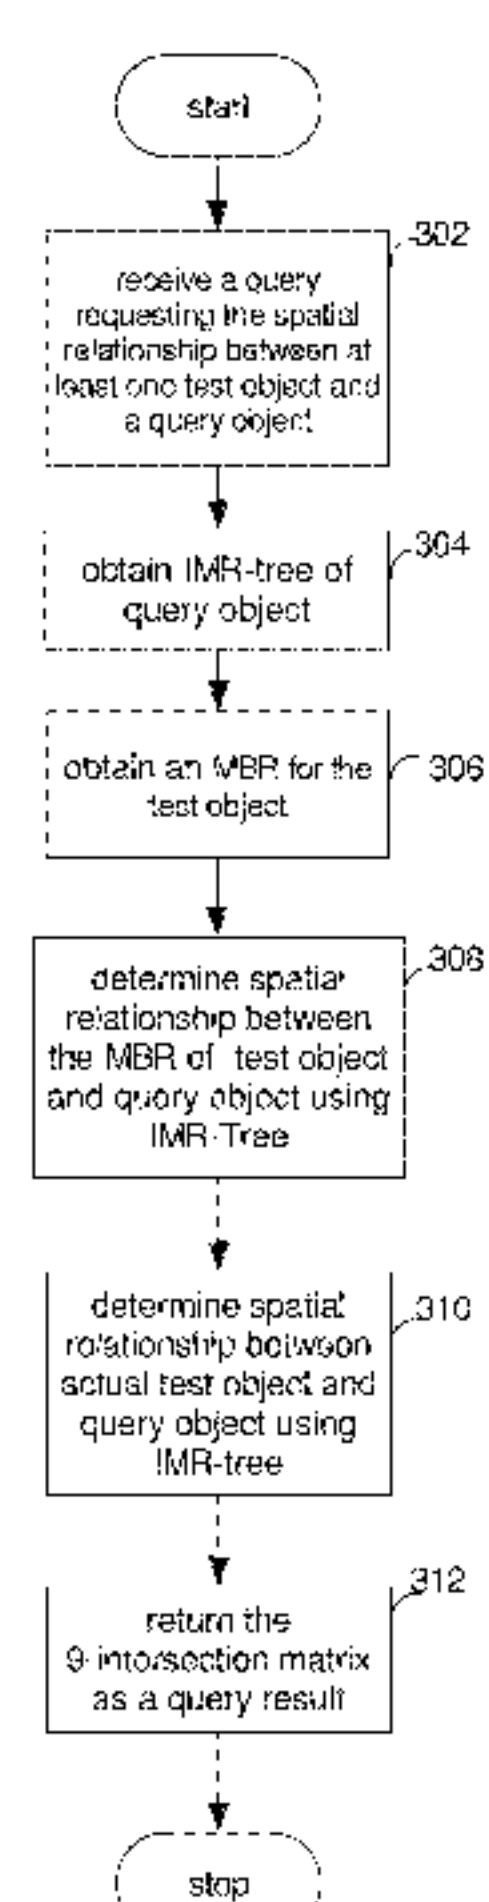 start
302
receive a query
requesting the spatial
relationship between at
least one test object and
a query object
304
obtain IMR-tree of
query object
306
obtain an MBR for the
test object
308
determine spatial
relationship between
the MBR of test object
and query object using
IMR-Tree
310
determine spatial
relationship between
actual test object and
query object using
IMR-tree
312
return the
9-intersection matrix
as a query result
stop